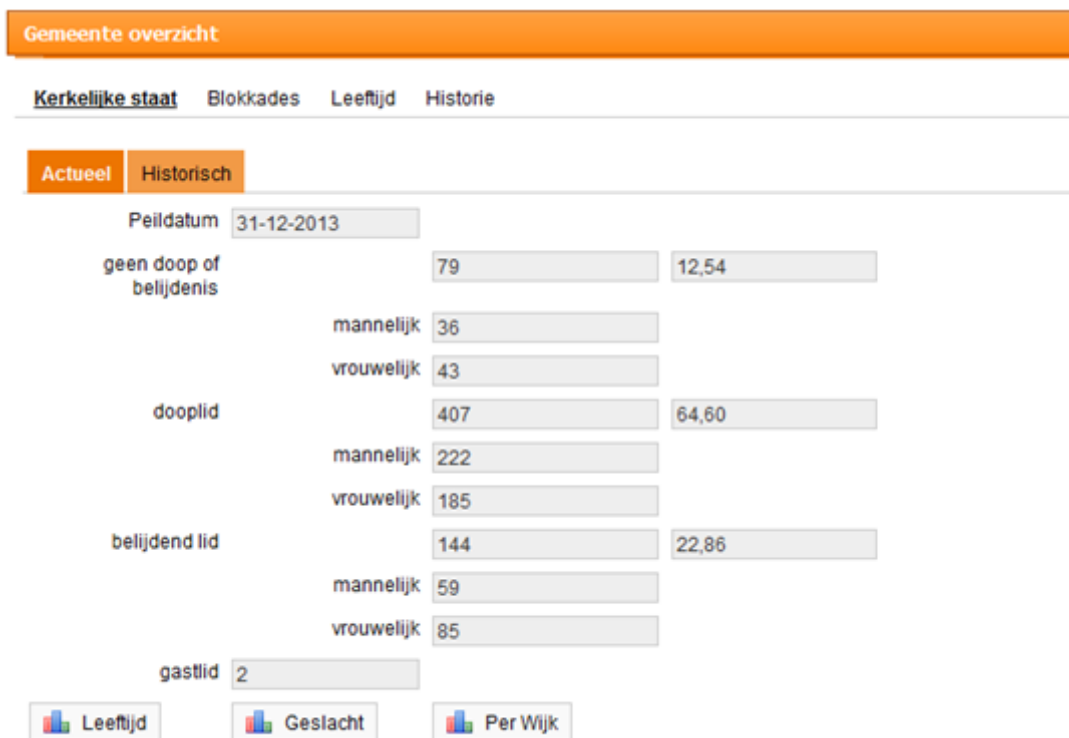 Gemeente overzicht
Kerkelijke staat Blokkades Leeftijd Historie
Actueel Historisch
Peildatum 31-12-2013
geen doop of belijdenis 79 12,54
mannelijk 36
vrouwelijk 43
dooplid 407 64,60
mannelijk 222
vrouwelijk 185
belijdend lid 144 22,86
mannelijk 59
vrouwelijk 85
gastlid 2
Leeftijd Geslacht Per Wijk